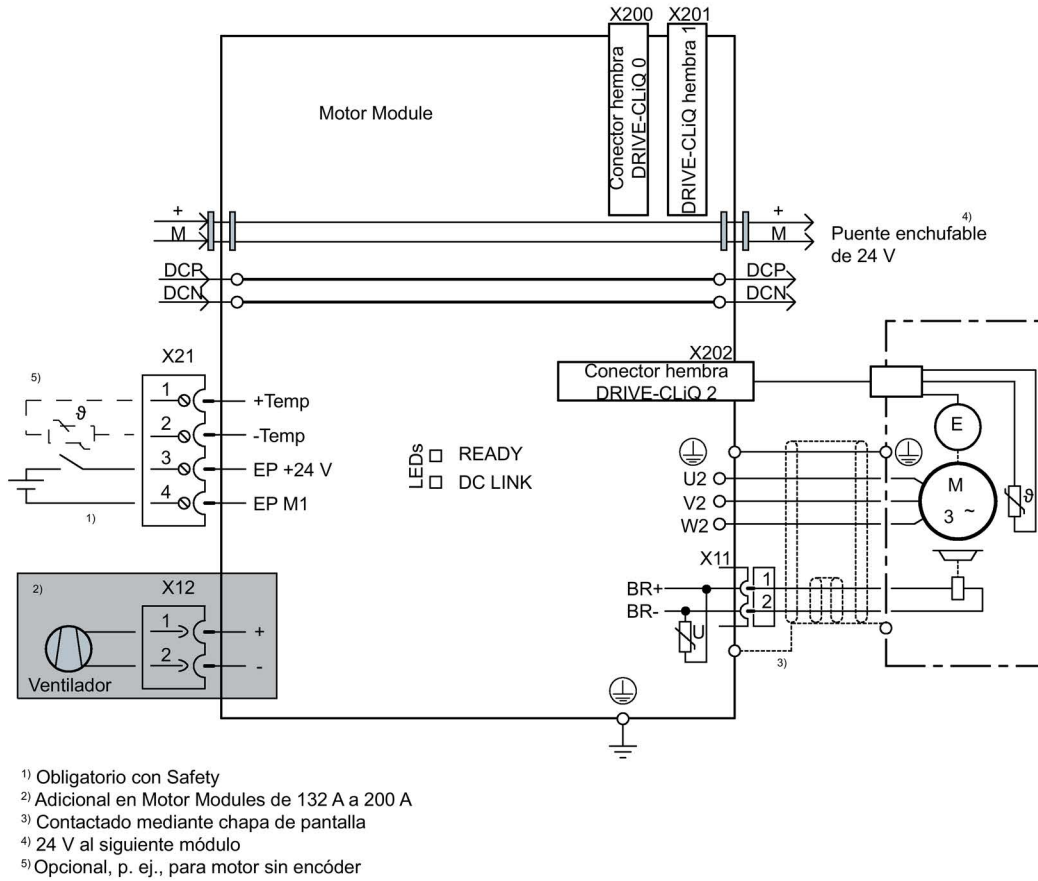 X200 X201
Conector hembra
DRIVE-CLiQ 0
DRIVE-CLiQ hembra 1
Motor Module
+
M
+
M
4)
Puente enchufable
de 24 V
DCP
DCN
DCP
DCN
X21
5)
ϑ
1
2
3
4
+Temp
-Temp
EP +24 V
EP M1
1)
LEDs
READY
DC LINK
X202
Conector hembra
DRIVE-CLiQ 2
E
M
3 ~
ϑ
U2
V2
W2
X11
BR+
BR-
1
2
U
3)
2)
X12
1
2
+
-
Ventilador
1) Obligatorio con Safety
2) Adicional en Motor Modules de 132 A a 200 A
3) Contactado mediante chapa de pantalla
4) 24 V al siguiente módulo
5) Opcional, p. ej., para motor sin encóder